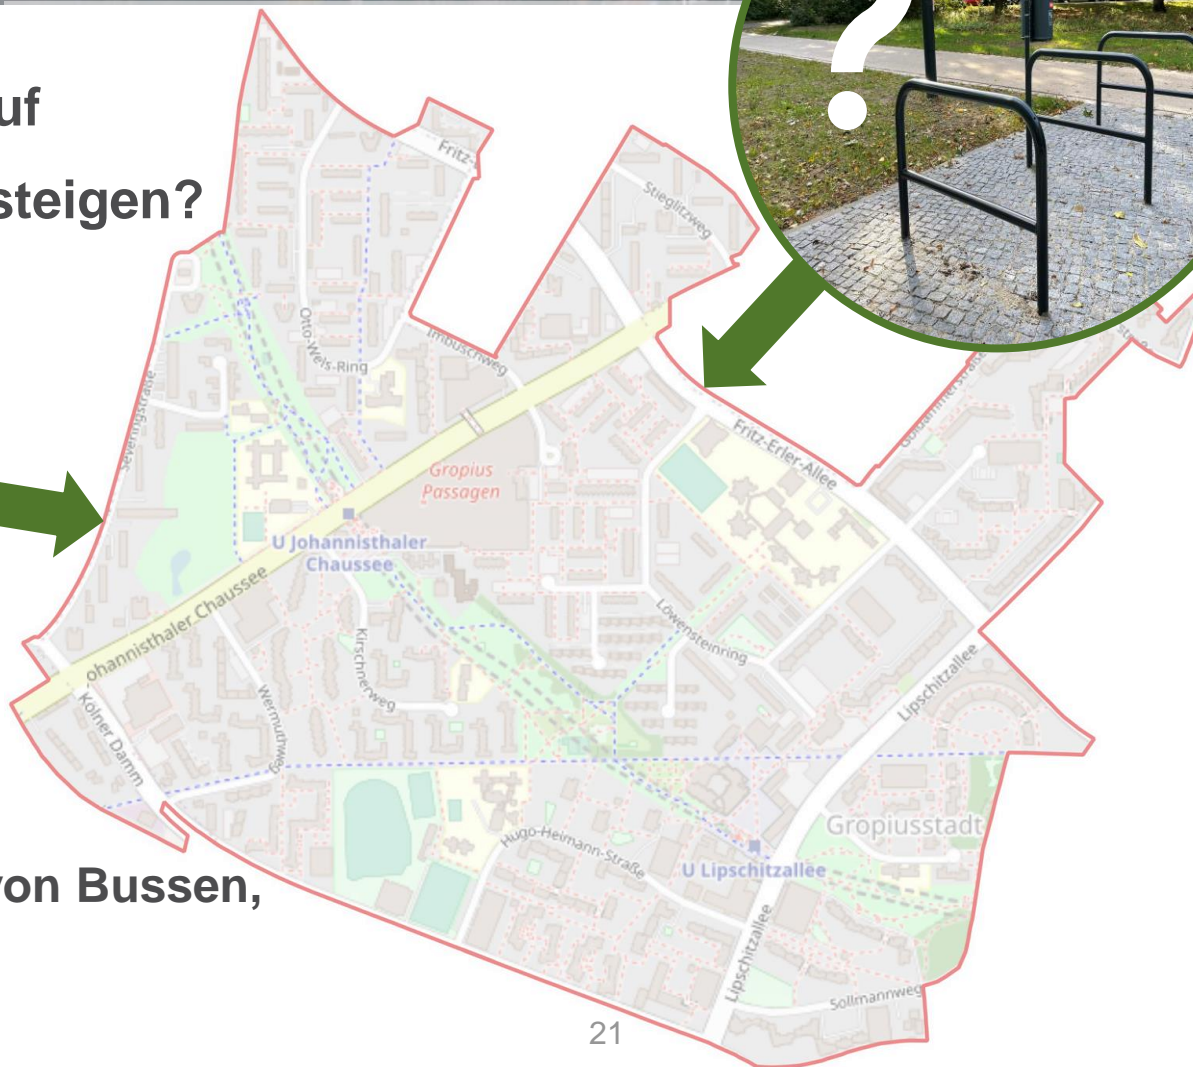 uf
steigen?
?
Fritz-
Stieglitzweg
Otto-Wels-Ring
Imbuschweg
Severingstraße
Gropius
Passagen
Fritz-Erler-Allee
Goldammerstraße
U Johannisthaler
Chaussee
ohannisthaler Chaussee
Löwensteinring
Kirschnerweg
Wermuthweg
Lipschitzallee
Kölner Damm
Gropiusstadt
Hugo-Heimann-Straße
U Lipschitzallee
von Bussen,
Lipschitzallee
Sollmannweg
21